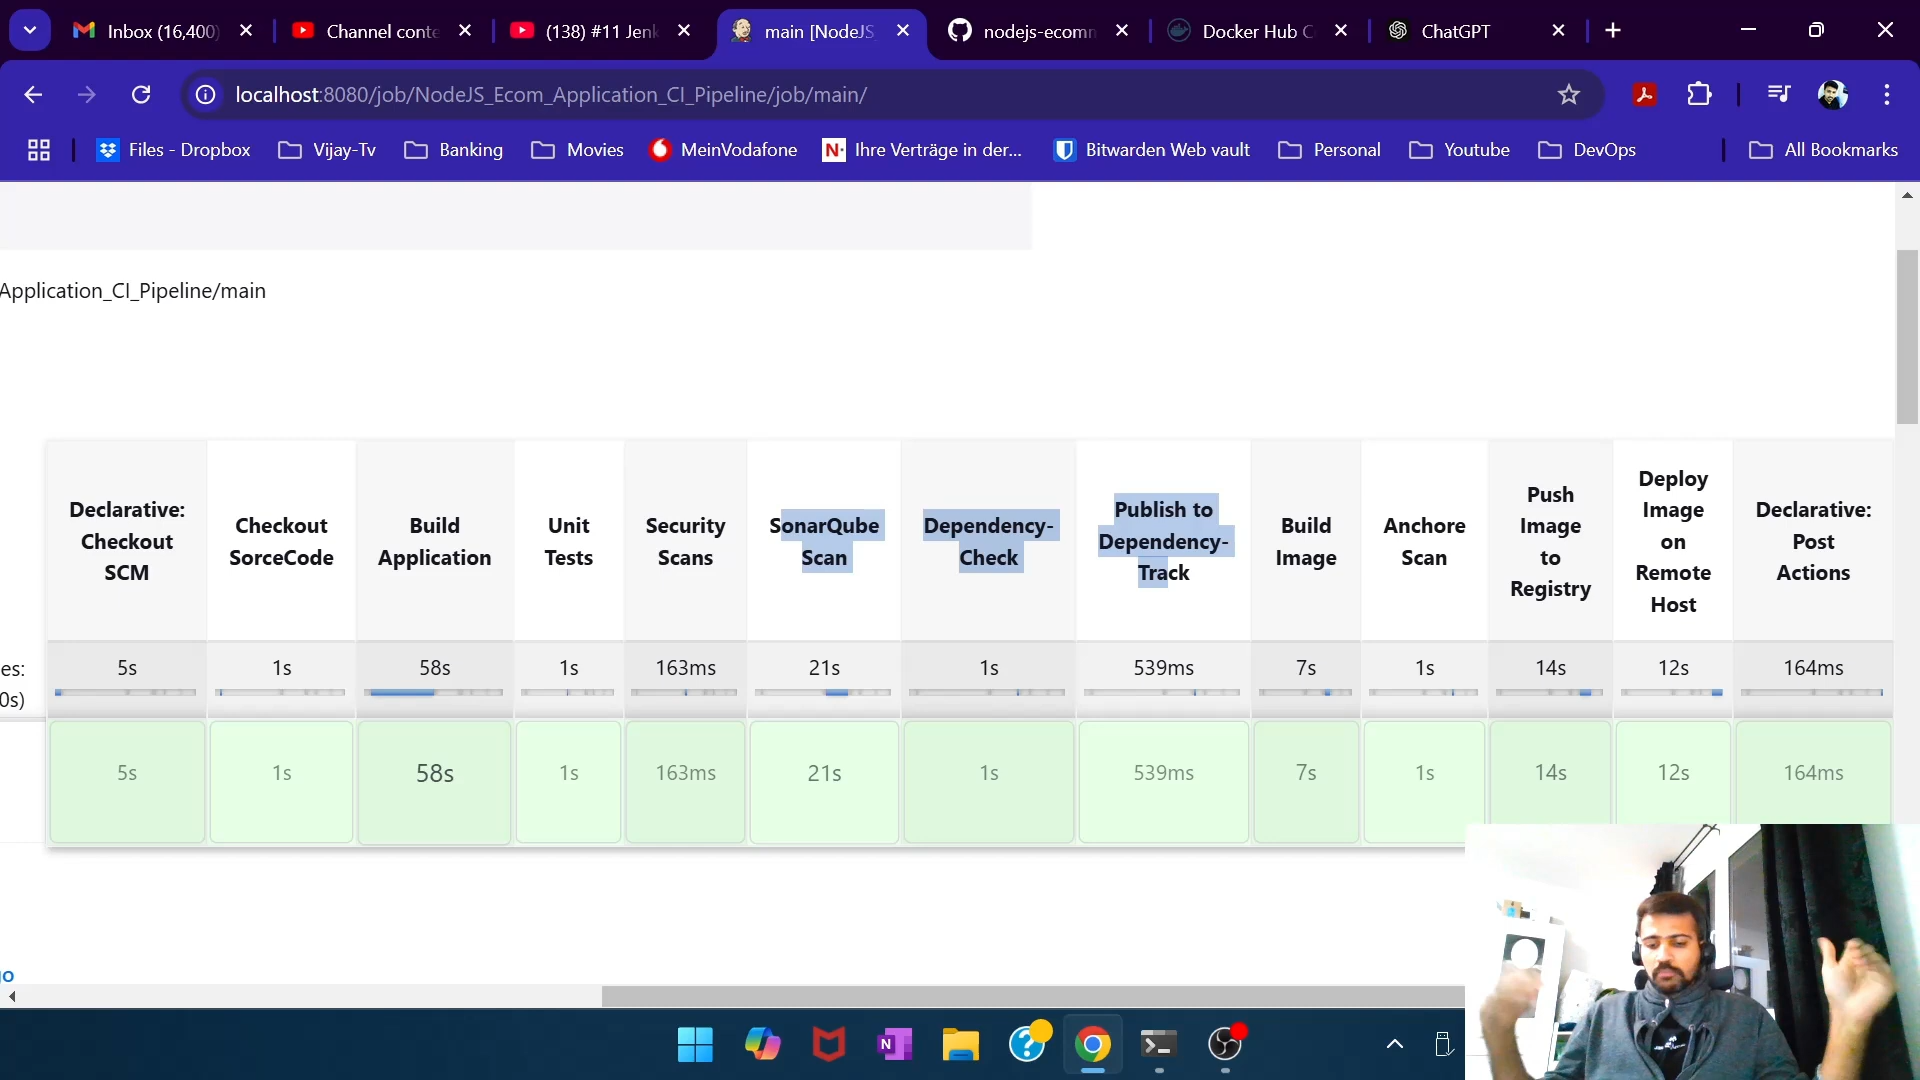 Inbox (16,400)
Channel conte
(138) #11 Jenk
main [NodeJS
nodejs-ecomm
Docker Hub C
ChatGPT
localhost:8080/job/NodeJS_Ecom_Application_CI_Pipeline/job/main/
Files - Dropbox
Vijay-Tv
Banking
Movies
MeinVodafone
N·
Ihre Verträge in der...
Bitwarden Web vault
Personal
Youtube
DevOps
All Bookmarks
Application_CI_Pipeline/main
Declarative:
Checkout
SCM
Checkout
SorceCode
Build
Application
Unit
Tests
Security
Scans
SonarQube
Scan
Dependency-
Check
Publish to
Dependency-
Track
Build
Image
Anchore
Scan
Push
Image
to
Registry
Deploy
Image
on
Remote
Host
Declarative:
Post
Actions
es:
0s)
5s
1s
58s
1s
163ms
21s
1s
539ms
7s
1s
14s
12s
164ms
5s
1s
58s
1s
163ms
21s
1s
539ms
7s
1s
14s
12s
164ms
go